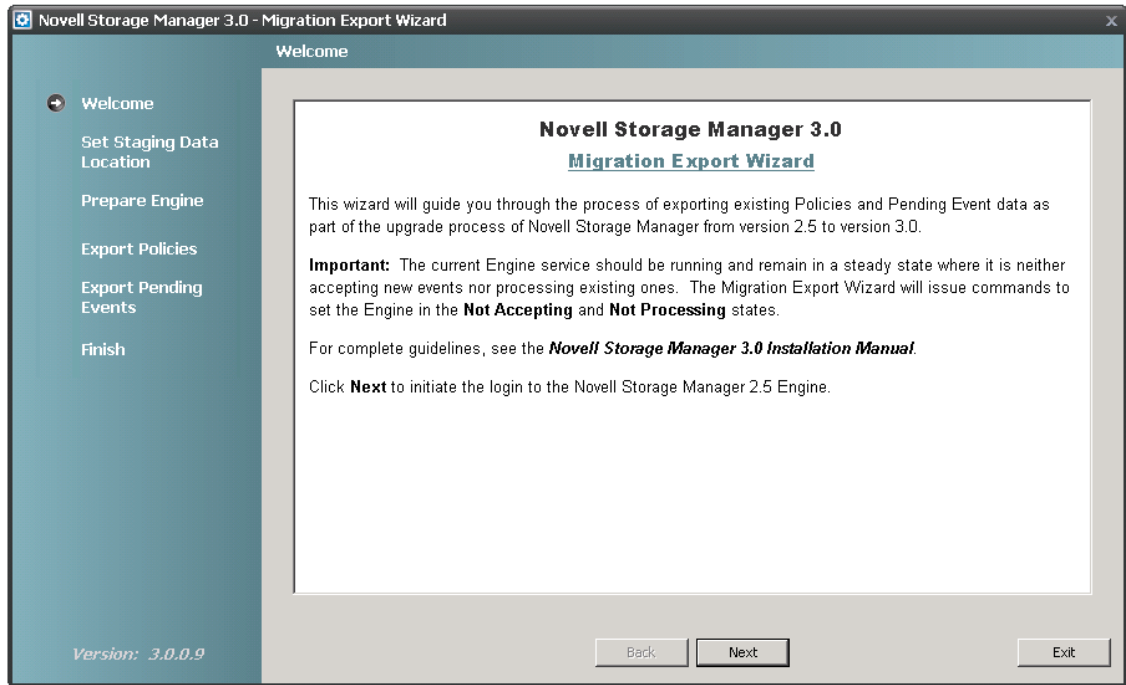 Novell Storage Manager 3.0 - Migration Export Wizard
x
Welcome
Welcome
Set Staging Data
Location
Prepare Engine
Export Policies
Export Pending
Events
Finish
Version: 3.0.0.9
Novell Storage Manager 3.0
Migration Export Wizard
This wizard will guide you through the process of exporting existing Policies and Pending Event data as
part of the upgrade process of Novell Storage Manager from version 2.5 to version 3.0.
Important: The current Engine service should be running and remain in a steady state where it is neither
accepting new events nor processing existing ones. The Migration Export Wizard will issue commands to
set the Engine in the Not Accepting and Not Processing states.
For complete guidelines, see the Novell Storage Manager 3.0 Installation Manual.
Click Next to initiate the login to the Novell Storage Manager 2.5 Engine.
Back
Next
Exit